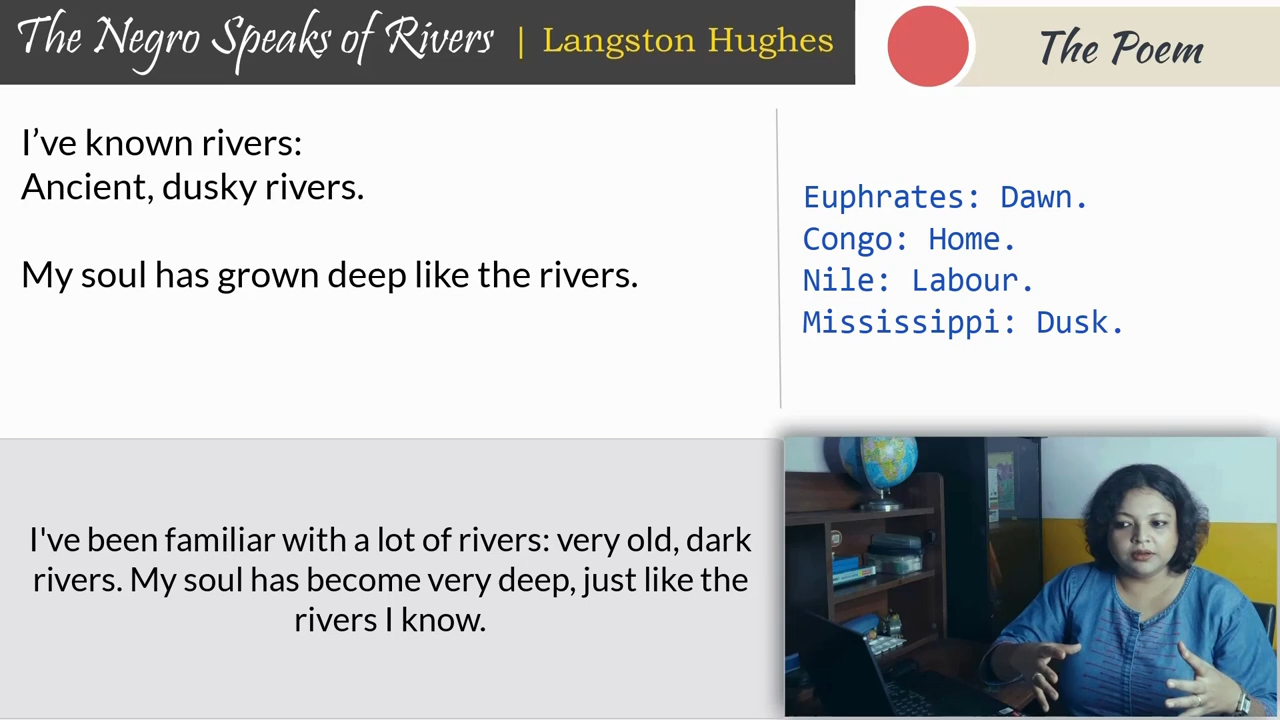 The Negro Speaks of Rivers | Langston Hughes
The Poem
I’ve known rivers:
Ancient, dusky rivers.
My soul has grown deep like the rivers.
Euphrates: Dawn.
Congo: Home.
Nile: Labour.
Mississippi: Dusk.
I've been familiar with a lot of rivers: very old, dark
rivers. My soul has become very deep, just like the
rivers I know.